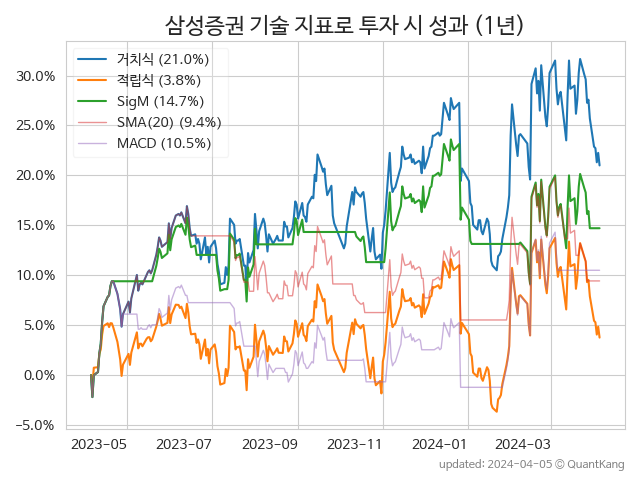 삼성증권 기술 지표로 투자 시 성과 (1년)
거치식 (21.0%)
적립식 (3.8%)
SigM (14.7%)
SMA(20) (9.4%)
MACD (10.5%)
30.0%
25.0%
20.0%
15.0%
10.0%
5.0%
0.0%
−5.0%
2023-05 2023-07 2023-09 2023-11 2024-01 2024-03
updated: 2024-04-05 © QuantKang